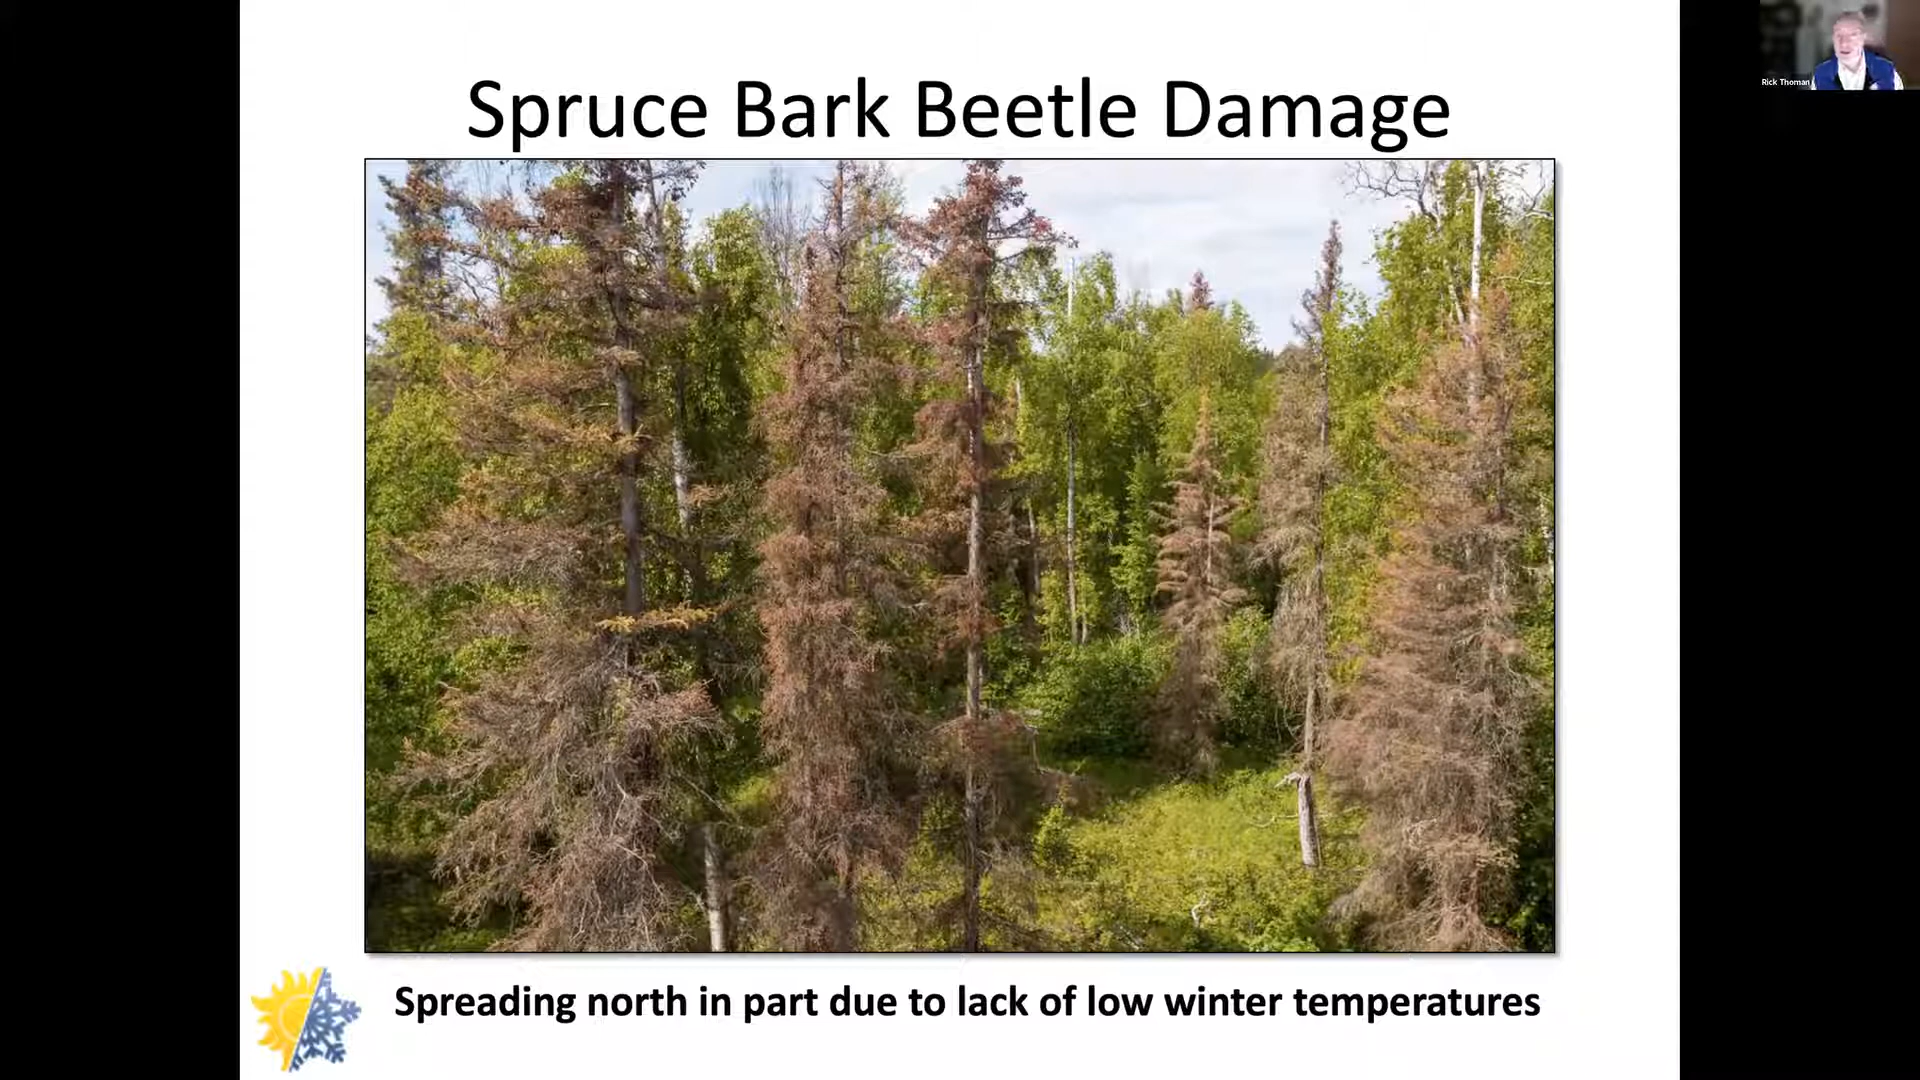 Spruce Bark Beetle Damage
Rick Thoman
Spreading north in part due to lack of low winter temperatures